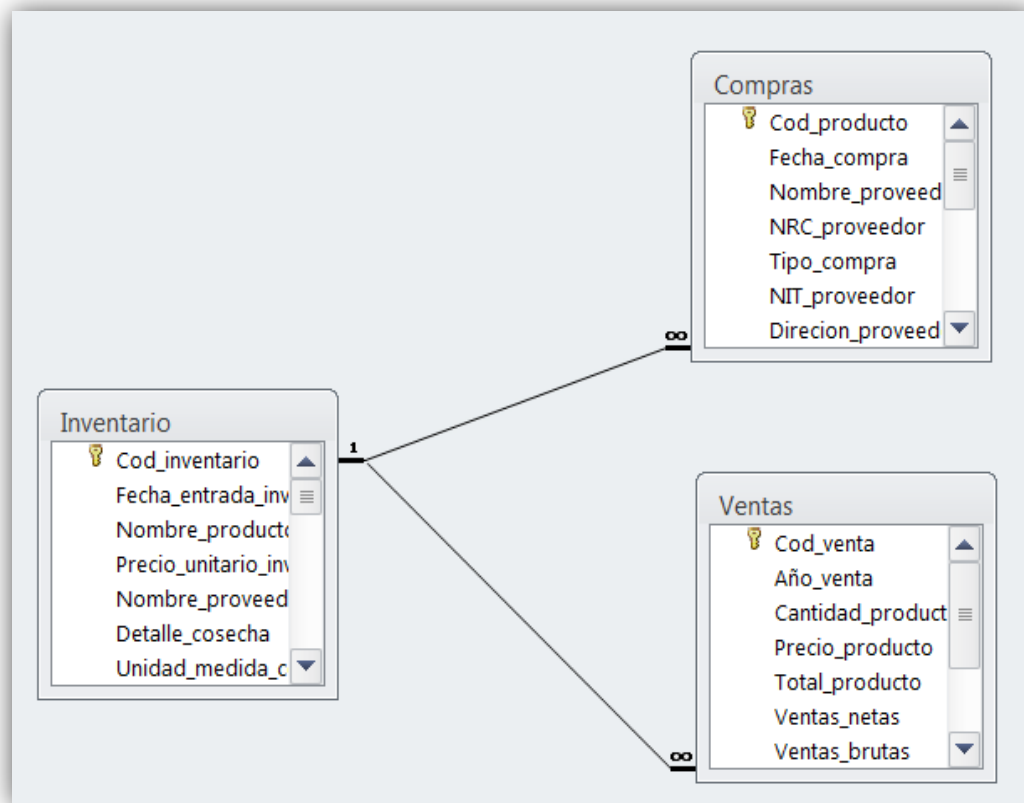 Compras
Cod_producto
Fecha_compra
Nombre_proveed
NRC_proveedor
Tipo_compra
NIT_proveedor
Direcion_proveed
∞
1
Inventario
Cod_inventario
Fecha_entrada_inv
Nombre_producto
Precio_unitario_inv
Nombre_proveed
Detalle_cosecha
Unidad_medida_c
Ventas
Cod_venta
Año_venta
Cantidad_product
Precio_producto
Total_producto
Ventas_netas
Ventas_brutas
∞